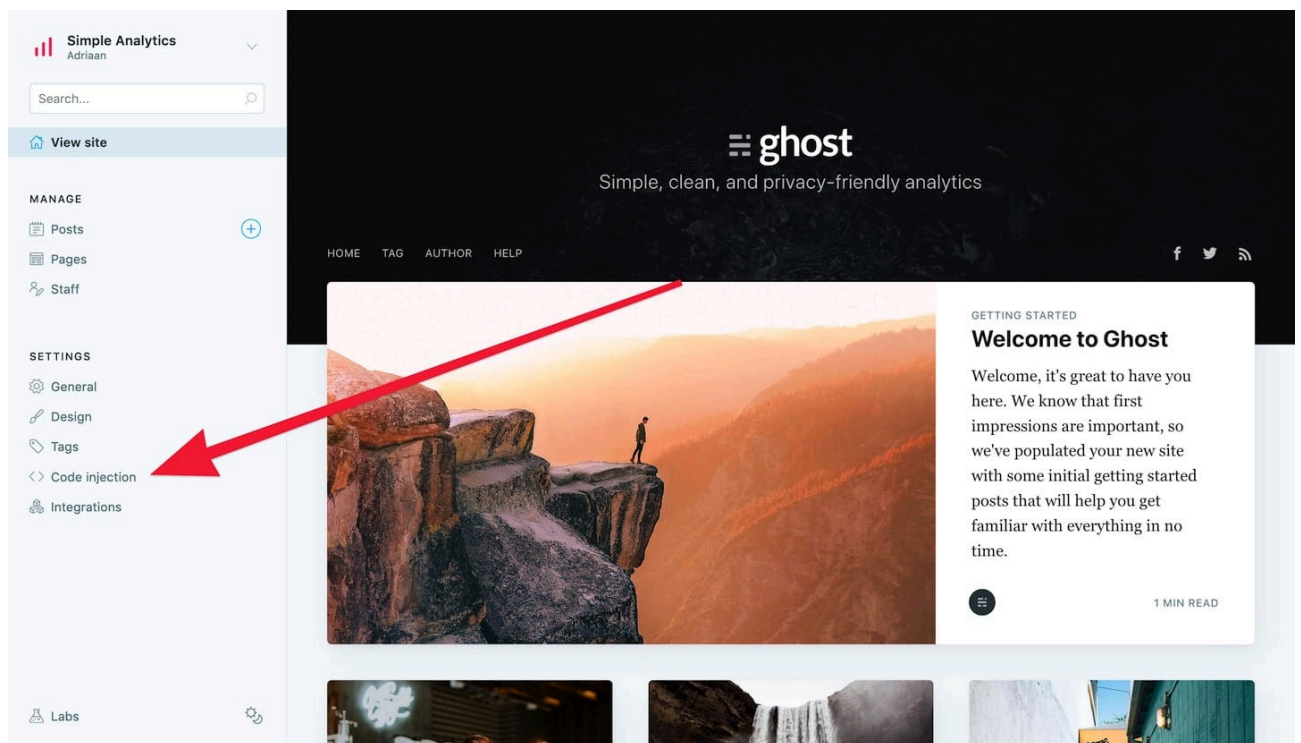 Simple Analytics
Adriaan
Search...
View site
MANAGE
Posts
Pages
Staff
SETTINGS
General
Design
Tags
Code injection
Integrations
Labs
ghost
Simple, clean, and privacy-friendly analytics
HOME TAG AUTHOR HELP
GETTING STARTED
Welcome to Ghost
Welcome, it's great to have you
here. We know that first
impressions are important, so
we've populated your new site
with some initial getting started
posts that will help you get
familiar with everything in no
time.
1 MIN READ